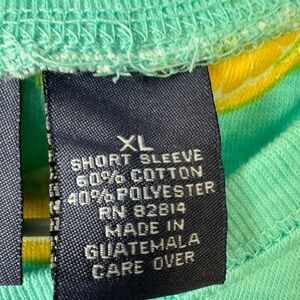 XL
SHORT SLEEVE
60% COTTON
40% POLYESTER
RN 82814
MADE IN
GUATEMALA
CARE OVER